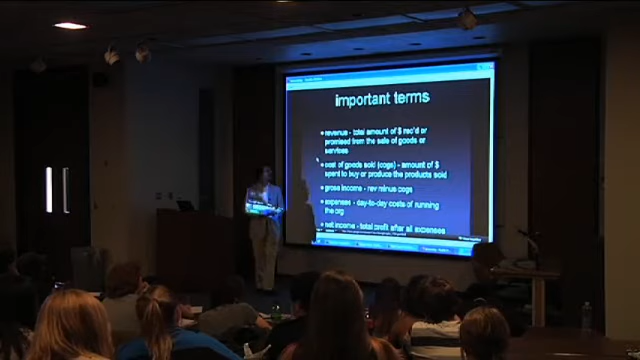 important terms
revenue - total amount of $ rec'd or
promised from the sale of goods or
services
cost of goods sold (cogs) - amount of $
spent to buy or produce the products sold
gross income - rev minus cogs
expenses - day-to-day costs of running
the org
net income - total profit after all expenses